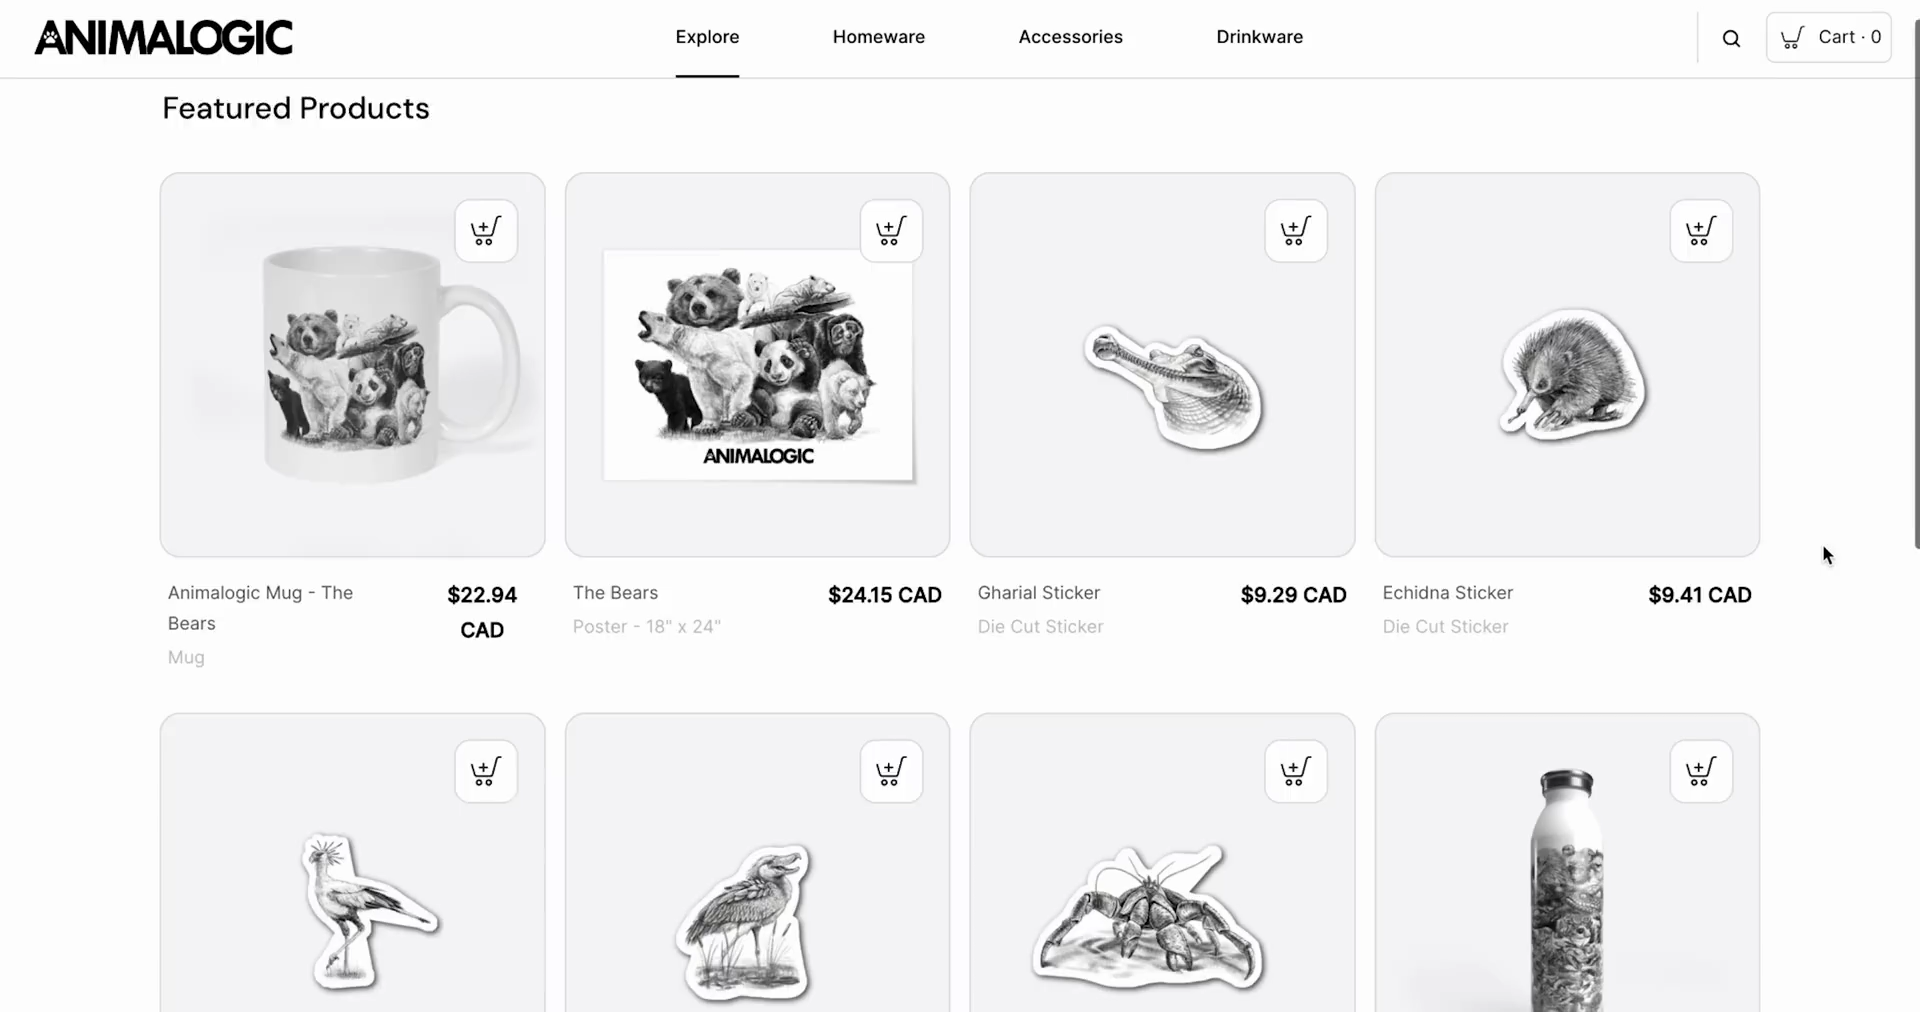 ANIMALOGIC
Explore
Homeware
Accessories
Drinkware
Cart · 0
Featured Products
ANIMALOGIC
Animalogic Mug - The
Bears
Mug
$22.94
CAD
The Bears
Poster - 18" x 24"
$24.15 CAD
Gharial Sticker
Die Cut Sticker
$9.29 CAD
Echidna Sticker
Die Cut Sticker
$9.41 CAD